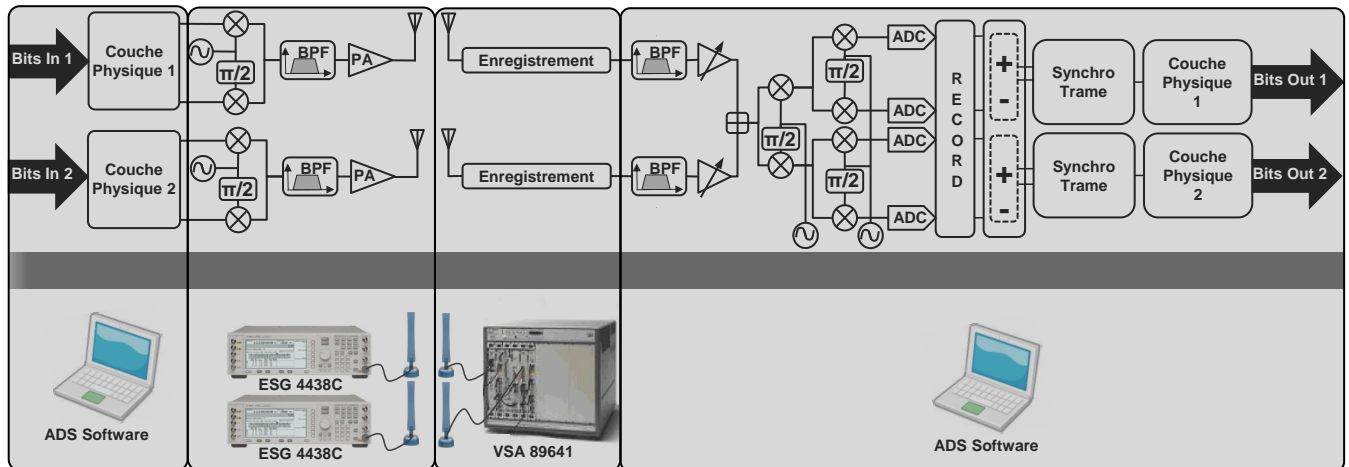 Bits In 1
Couche
Physique 1
π/2
BPF
PA
Enregistrement
BPF
π/2
ADC
ADC
π/2
Bits In 2
Couche
Physique 2
π/2
BPF
PA
Enregistrement
BPF
π/2
ADC
ADC
R
E
C
O
R
D
+
-
+
-
Synchro
Trame
Couche
Physique
1
Bits Out 1
Synchro
Trame
Couche
Physique
2
Bits Out 2
ADS Software
ESG 4438C
ESG 4438C
VSA 89641
ADS Software